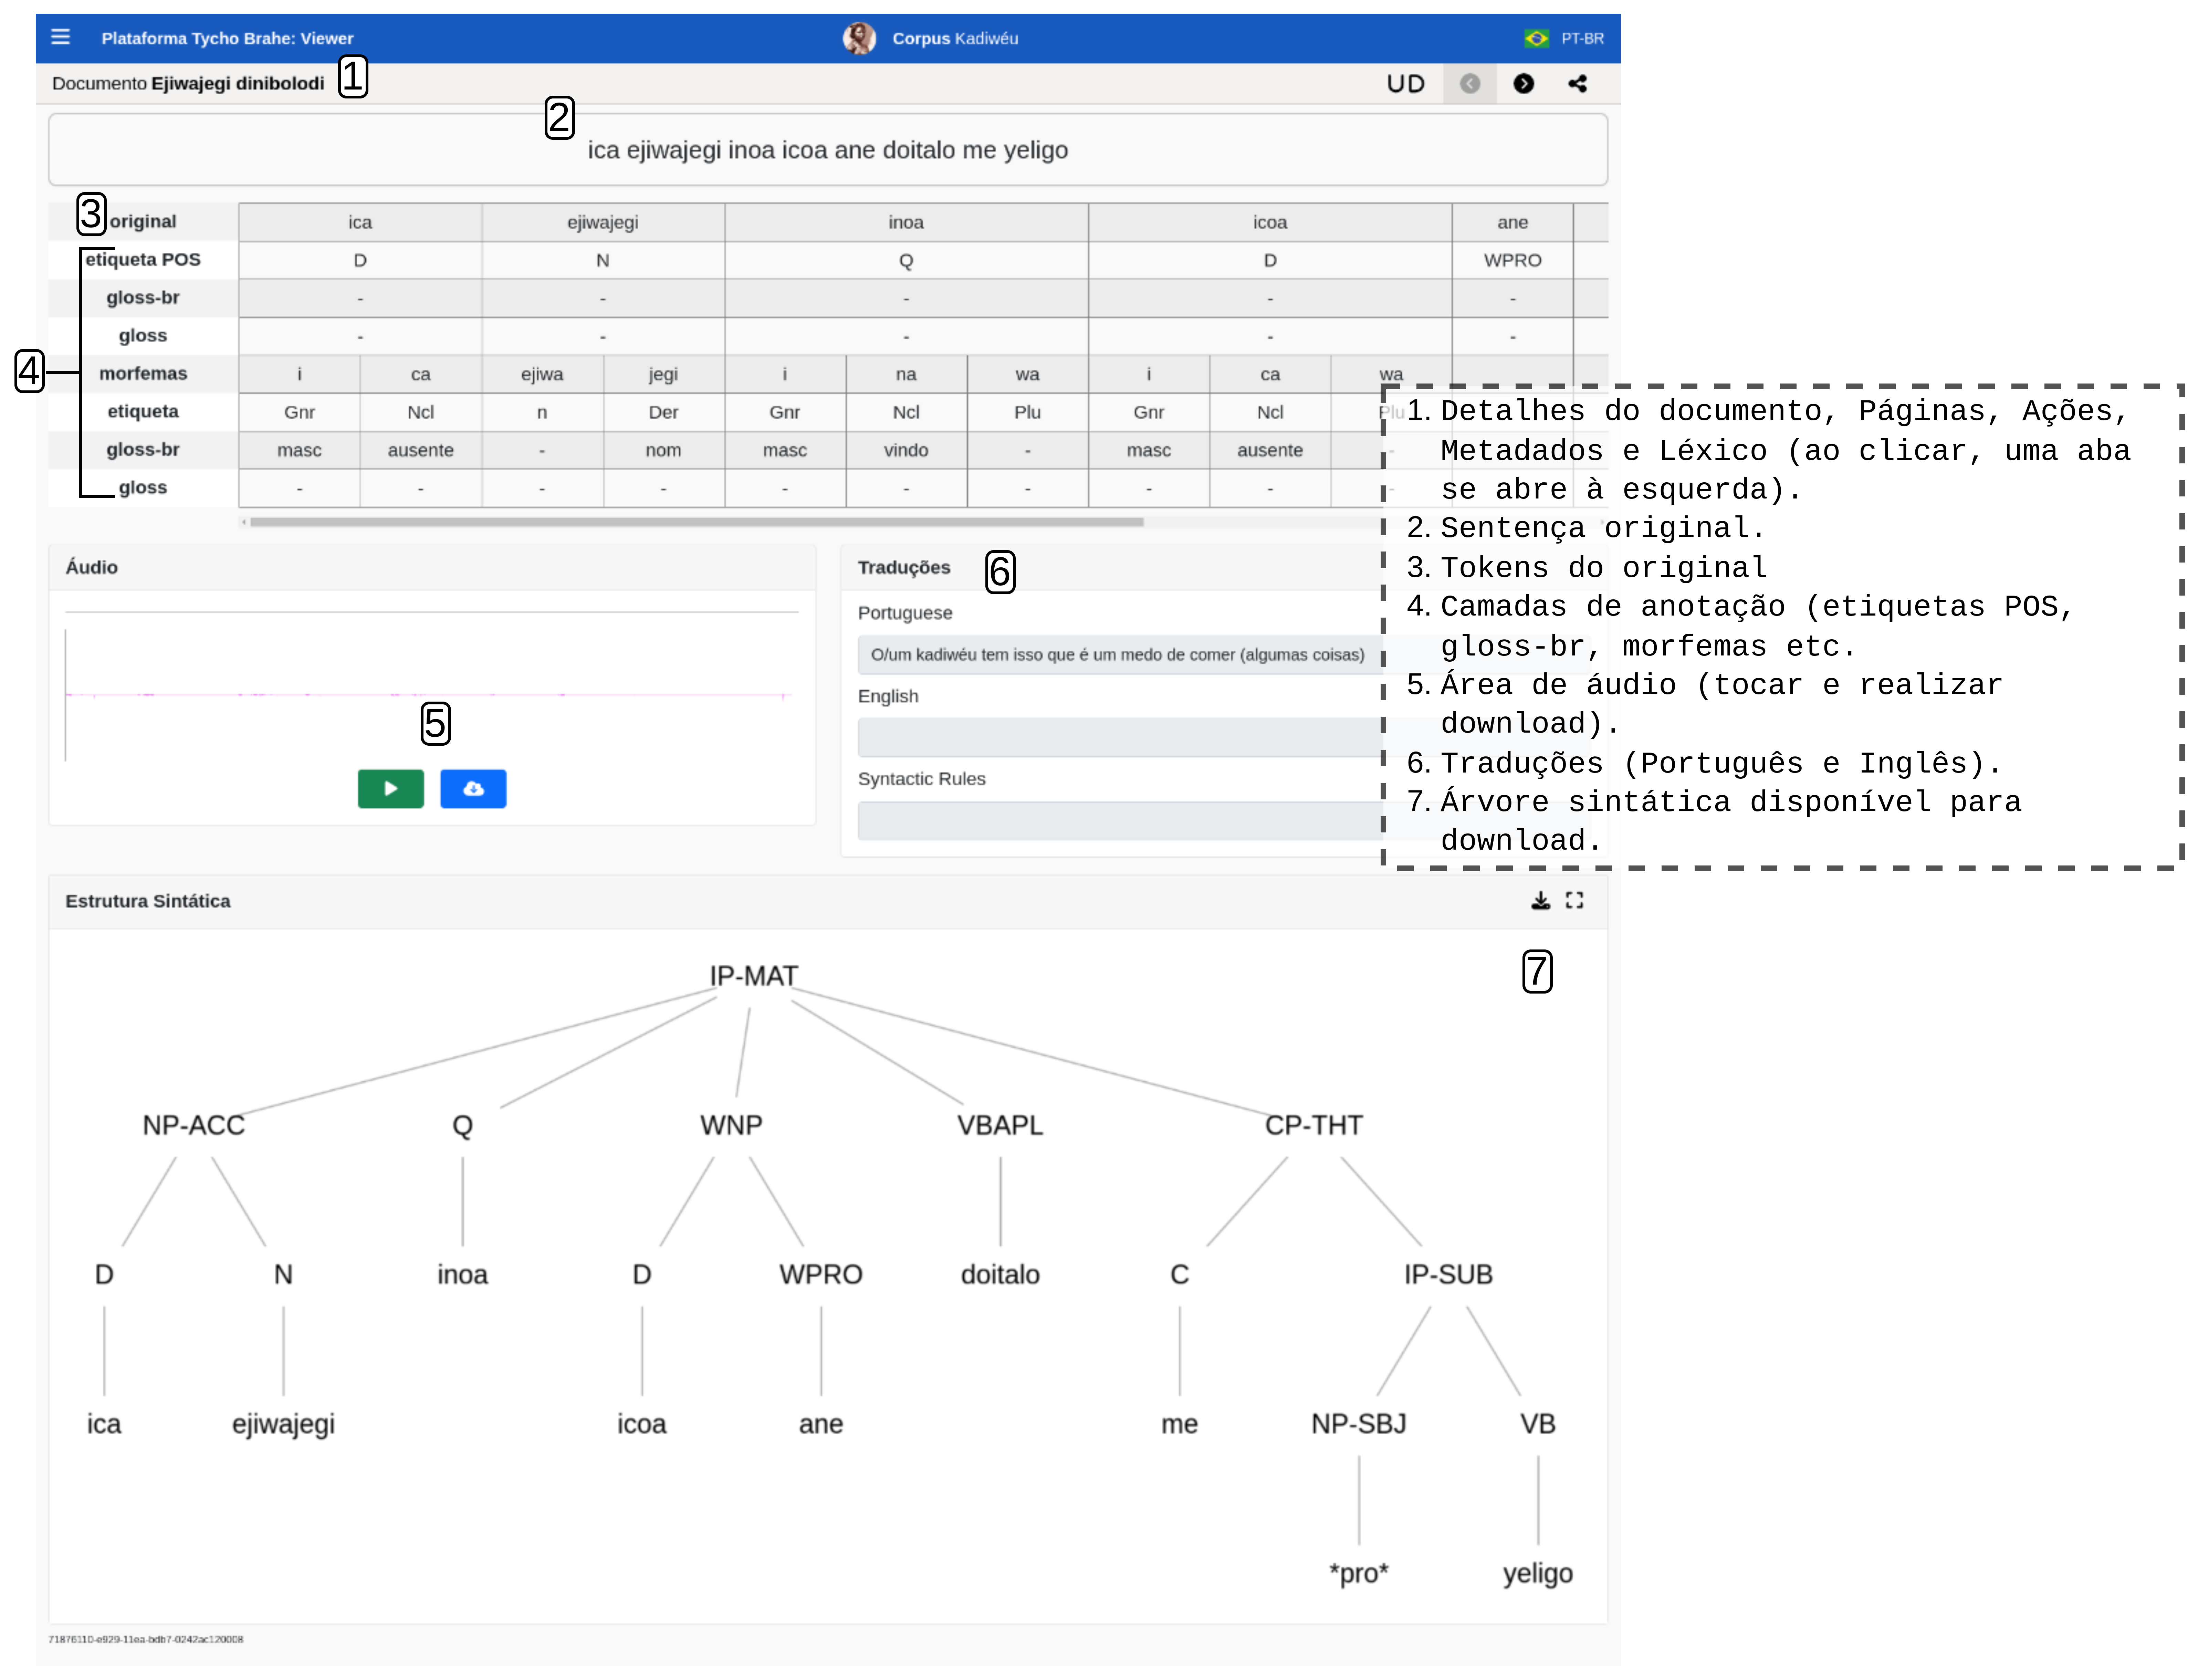 Plataforma Tycho Brahe: Viewer Corpus Kadiwéu PT-BR
Documento Ejiwajegi dinibolodi 1 UD
2
ica ejiwajegi inoa icoa ane doitalo me yeligo
3 original ica ejiwajegi inoa icoa ane
etiqueta POS D N Q D WPRO
gloss-br - - - - -
gloss - - - - -
4
morfemas i ca ejiwa jegi i na wa i ca wa
etiqueta Gnr Ncl n Der Gnr Ncl Plu Gnr Ncl Plu
gloss-br masc ausente - nom masc vindo - masc ausente -
gloss - - - - - - - - - -
1. Detalhes do documento, Páginas, Ações,
Metadados e Léxico (ao clicar, uma aba
se abre à esquerda).
2. Sentença original.
3. Tokens do original
4. Camadas de anotação (etiquetas POS,
gloss-br, morfemas etc.
5. Área de áudio (tocar e realizar
download).
6. Traduções (Português e Inglês).
7. Árvore sintática disponível para
download.
Áudio
5
Traduções 6
Portuguese
O/um kadiwéu tem isso que é um medo de comer (algumas coisas)
English
Syntactic Rules
Estrutura Sintática
7
IP-MAT
NP-ACC Q WNP VBAPL CP-THT
D N inoa D WPRO doitalo C IP-SUB
ica ejiwajegi icoa ane me NP-SBJ VB
*pro* yeligo
71876110-e929-11ea-bdb7-0242ac120008